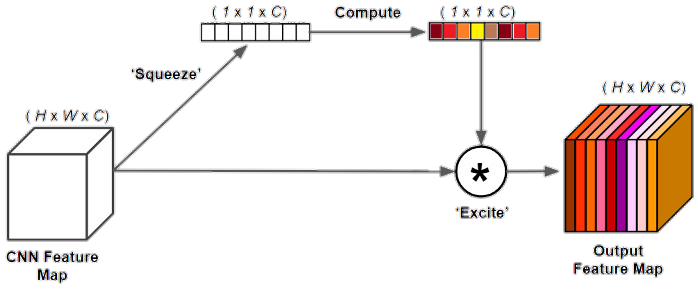 ( 1 x 1 x C )
Compute
( 1 x 1 x C )
'Squeeze'
( H x W x C )
( H x W x C )
*
'Excite'
CNN Feature
Map
Output
Feature Map